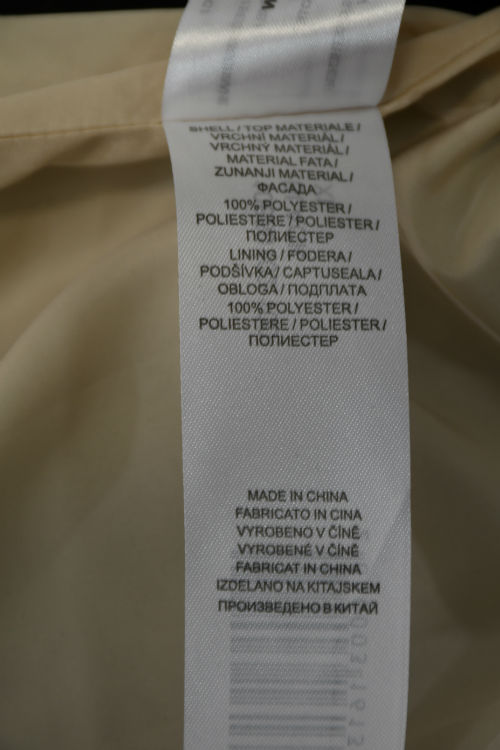 SHELL / TOP MATERIALE /
VRCHNÍ MATERIÁL /
VRCHNÝ MATERIÁL /
MATERIAL FATA /
ZUNANJI MATERIAL /
ФАСАДА
100% POLYESTER /
POLIESTERE / POLIESTER /
ПОЛИЕСТЕР
LINING / FODERA /
PODŠÍVKA / CAPTUSEALA /
OBLOGA / ПОДПЛАТА
100% POLYESTER /
POLIESTERE / POLIESTER /
ПОЛИЕСТЕР
MADE IN CHINA
FABRICATO IN CINA
VYROBENO V ČÍNĚ
VYROBENÉ V ČÍNĚ
FABRICAT IN CHINA
IZDELANO NA KITAJSKEM
ПРОИЗВЕДЕНО В КИТАЙ